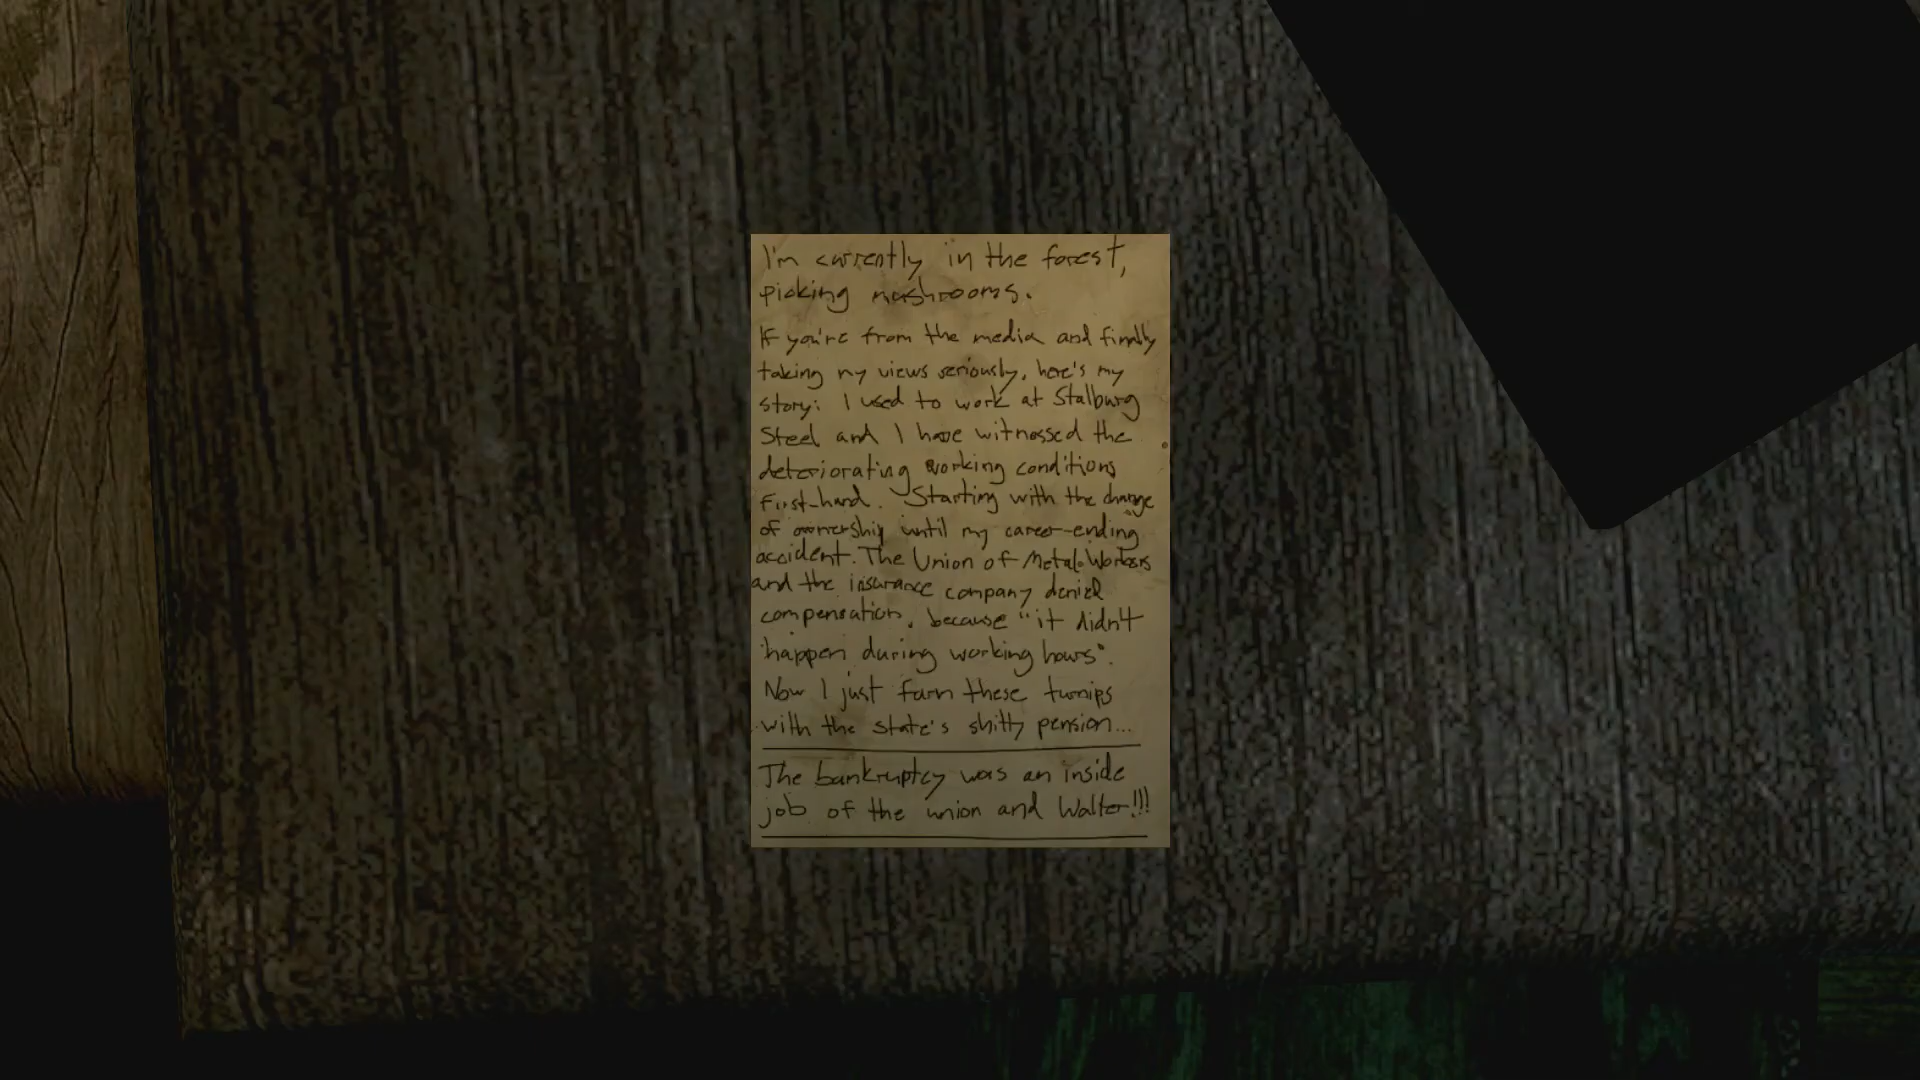 I'm currently in the forest,
picking mushrooms.
If you're from the media and finally
taking my views seriously, here's my
story: I used to work at Stalburg
Steel and I have witnessed the
deteriorating working conditions
first-hand. Starting with the change
of ownership until my career-ending
accident. The Union of Metal-Workers
and the insurance company denied
compensation, because "it didn't
happen during working hours".
Now I just farm these turnips
with the state's shitty pension...
The bankruptcy was an inside
job of the union and Walter!!!